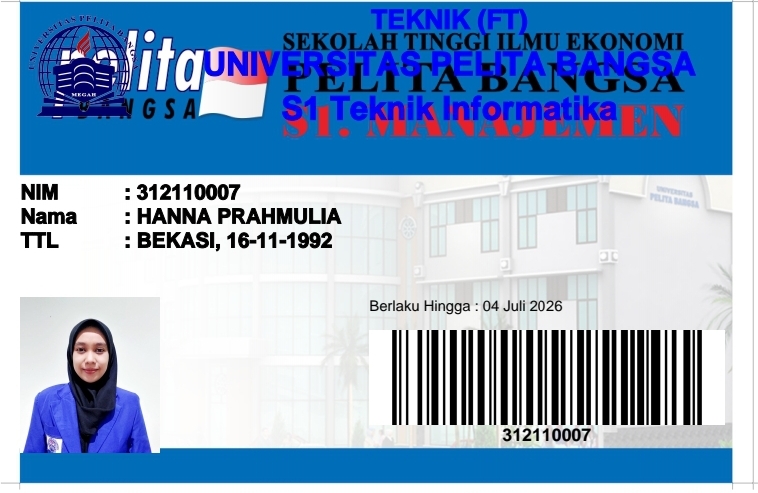 TEKNIK (FT)
SEKOLAH TINGGI ILMU EKONOMI
UNIVERSITAS PELITA BANGSA
PELITA BANGSA
S1 Teknik Informatika
S1. MANAJEMEN
UNIVERSITAS PELITA BANGSA
MEGAH
pelita
BANGSA
NIM : 312110007
Nama : HANNA PRAHMULIA
TTL : BEKASI, 16-11-1992
UNIVERSITAS
PELITA BANGSA
Berlaku Hingga : 04 Juli 2026
312110007